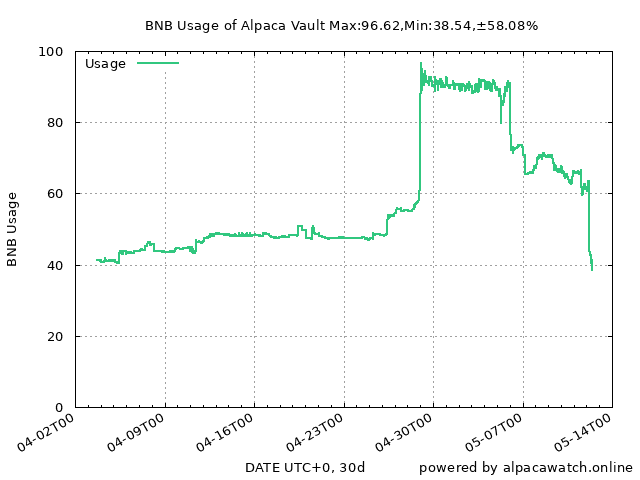 BNB Usage of Alpaca Vault Max:96.62,Min:38.54,±58.08%
Usage
BNB Usage
100
80
60
40
20
0
04-02T00
04-09T00
04-16T00
04-23T00
04-30T00
05-07T00
05-14T00
DATE UTC+0, 30d
powered by alpacawatch.online